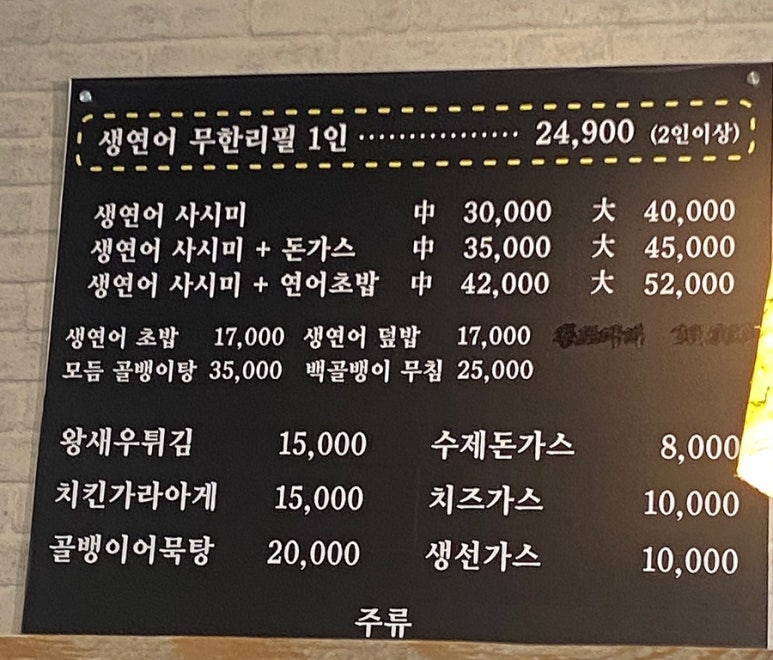 생연어 무한리필 1인 ················ 24,900 (2인이상)
생연어 사시미 中 30,000 大 40,000
생연어 사시미 + 돈가스 中 35,000 大 45,000
생연어 사시미 + 연어초밥 中 42,000 大 52,000
생연어 초밥 17,000 생연어 덮밥 17,000
모듬 골뱅이탕 35,000 백골뱅이 무침 25,000
왕새우튀김 15,000 수제돈가스 8,000
치킨가라아게 15,000 치즈가스 10,000
골뱅이어묵탕 20,000 생선가스 10,000
주류